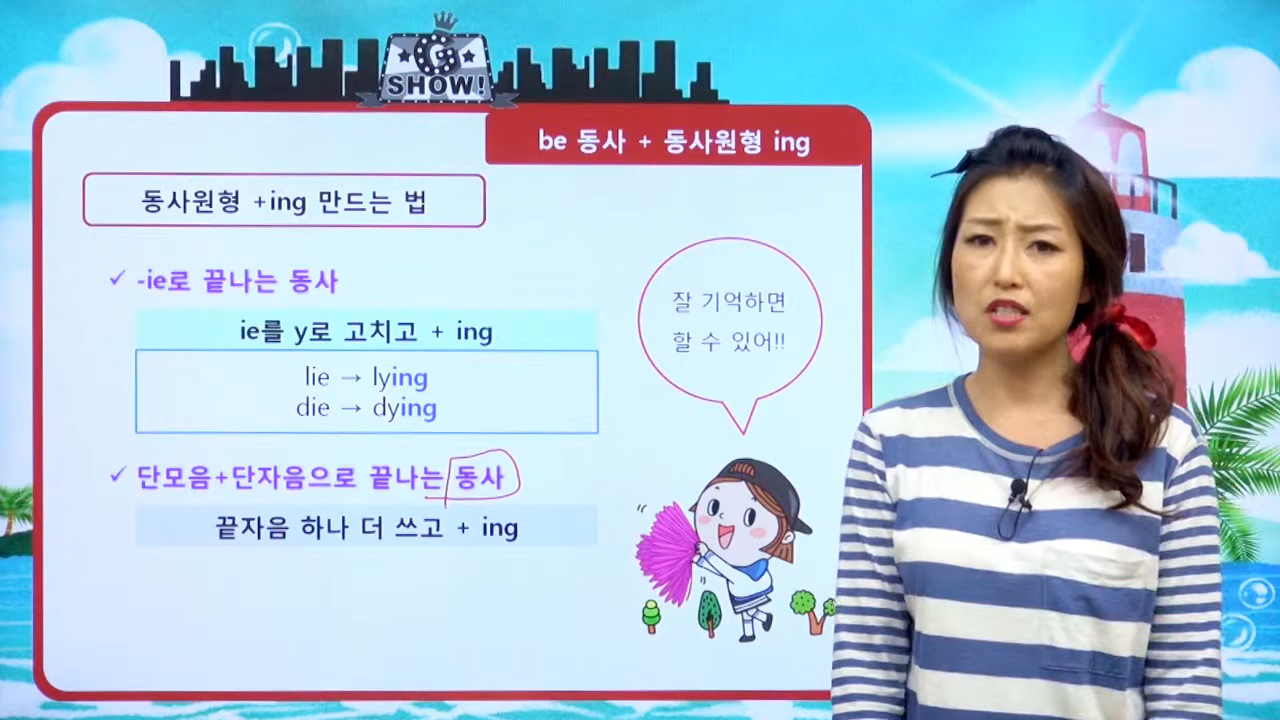 G
SHOW!
be 동사 + 동사원형 ing
동사원형 +ing 만드는 법
✓ -ie로 끝나는 동사
ie를 y로 고치고 + ing
lie → lying
die → dying
✓ 단모음+단자음으로 끝나는 동사
끝자음 하나 더 쓰고 + ing
잘 기억하면
할 수 있어!!